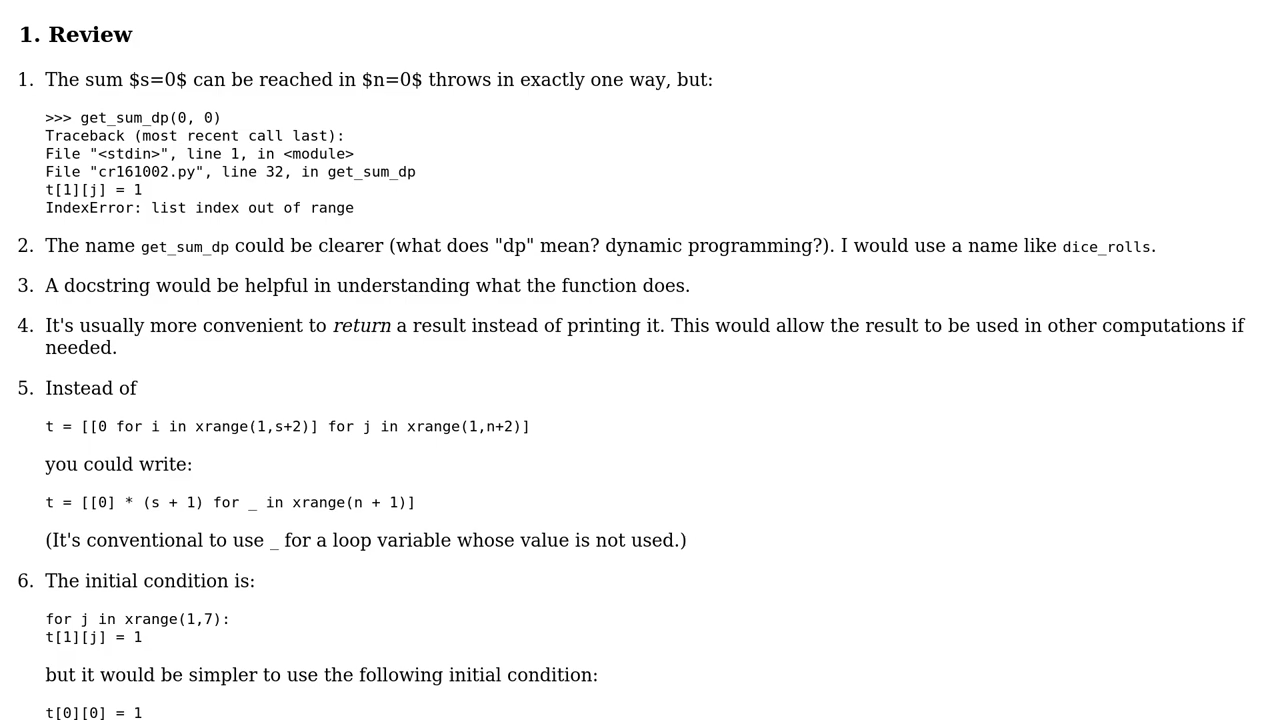 1. Review
1. The sum $s=0$ can be reached in $n=0$ throws in exactly one way, but:
>>> get_sum_dp(0, 0)
Traceback (most recent call last):
File "<stdin>", line 1, in <module>
File "cr161002.py", line 32, in get_sum_dp
t[1][j] = 1
IndexError: list index out of range
2. The name get_sum_dp could be clearer (what does "dp" mean? dynamic programming?). I would use a name like dice_rolls.
3. A docstring would be helpful in understanding what the function does.
4. It's usually more convenient to return a result instead of printing it. This would allow the result to be used in other computations if
needed.
5. Instead of
t = [[0 for i in xrange(1,s+2)] for j in xrange(1,n+2)]
you could write:
t = [[0] * (s + 1) for _ in xrange(n + 1)]
(It's conventional to use _ for a loop variable whose value is not used.)
6. The initial condition is:
for j in xrange(1,7):
t[1][j] = 1
but it would be simpler to use the following initial condition:
t[0][0] = 1